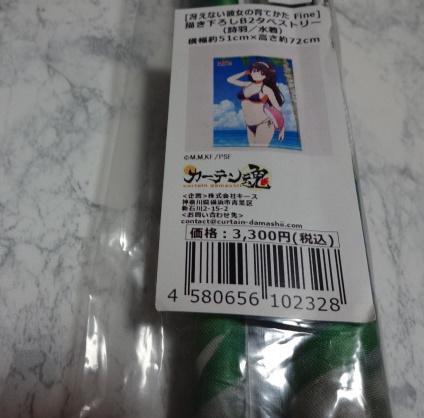 [冴えない彼女の育てかた Fine]
描き下ろしB2タペストリー
(詩羽／水着)
横幅約51cm×高さ約72cm
©M,M,KF/PSF
カーテン魂
curtain damashii
<企画>株式会社キース
神奈川県横浜市青葉区
新石川2-15-2
<お問い合わせ先>
contact@curtain-damashii.com
価格：3,300円(税込)
4 580656 102328